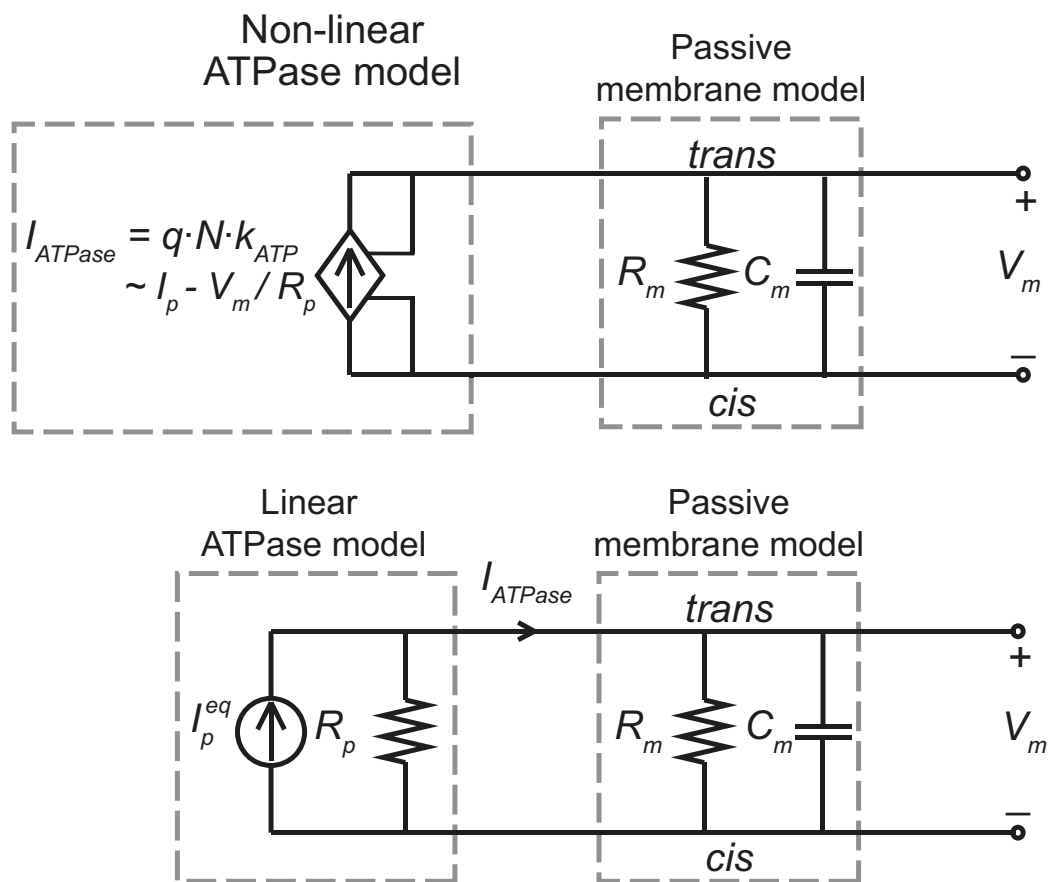 Non-linear
ATPase model
Passive
membrane model
trans
I_ATPase = q·N·k_ATP
~ I_p - V_m / R_p
R_m
C_m
+
V_m
–
cis
Linear
ATPase model
Passive
membrane model
I_ATPase
trans
I_p^eq
R_p
R_m
C_m
+
V_m
–
cis